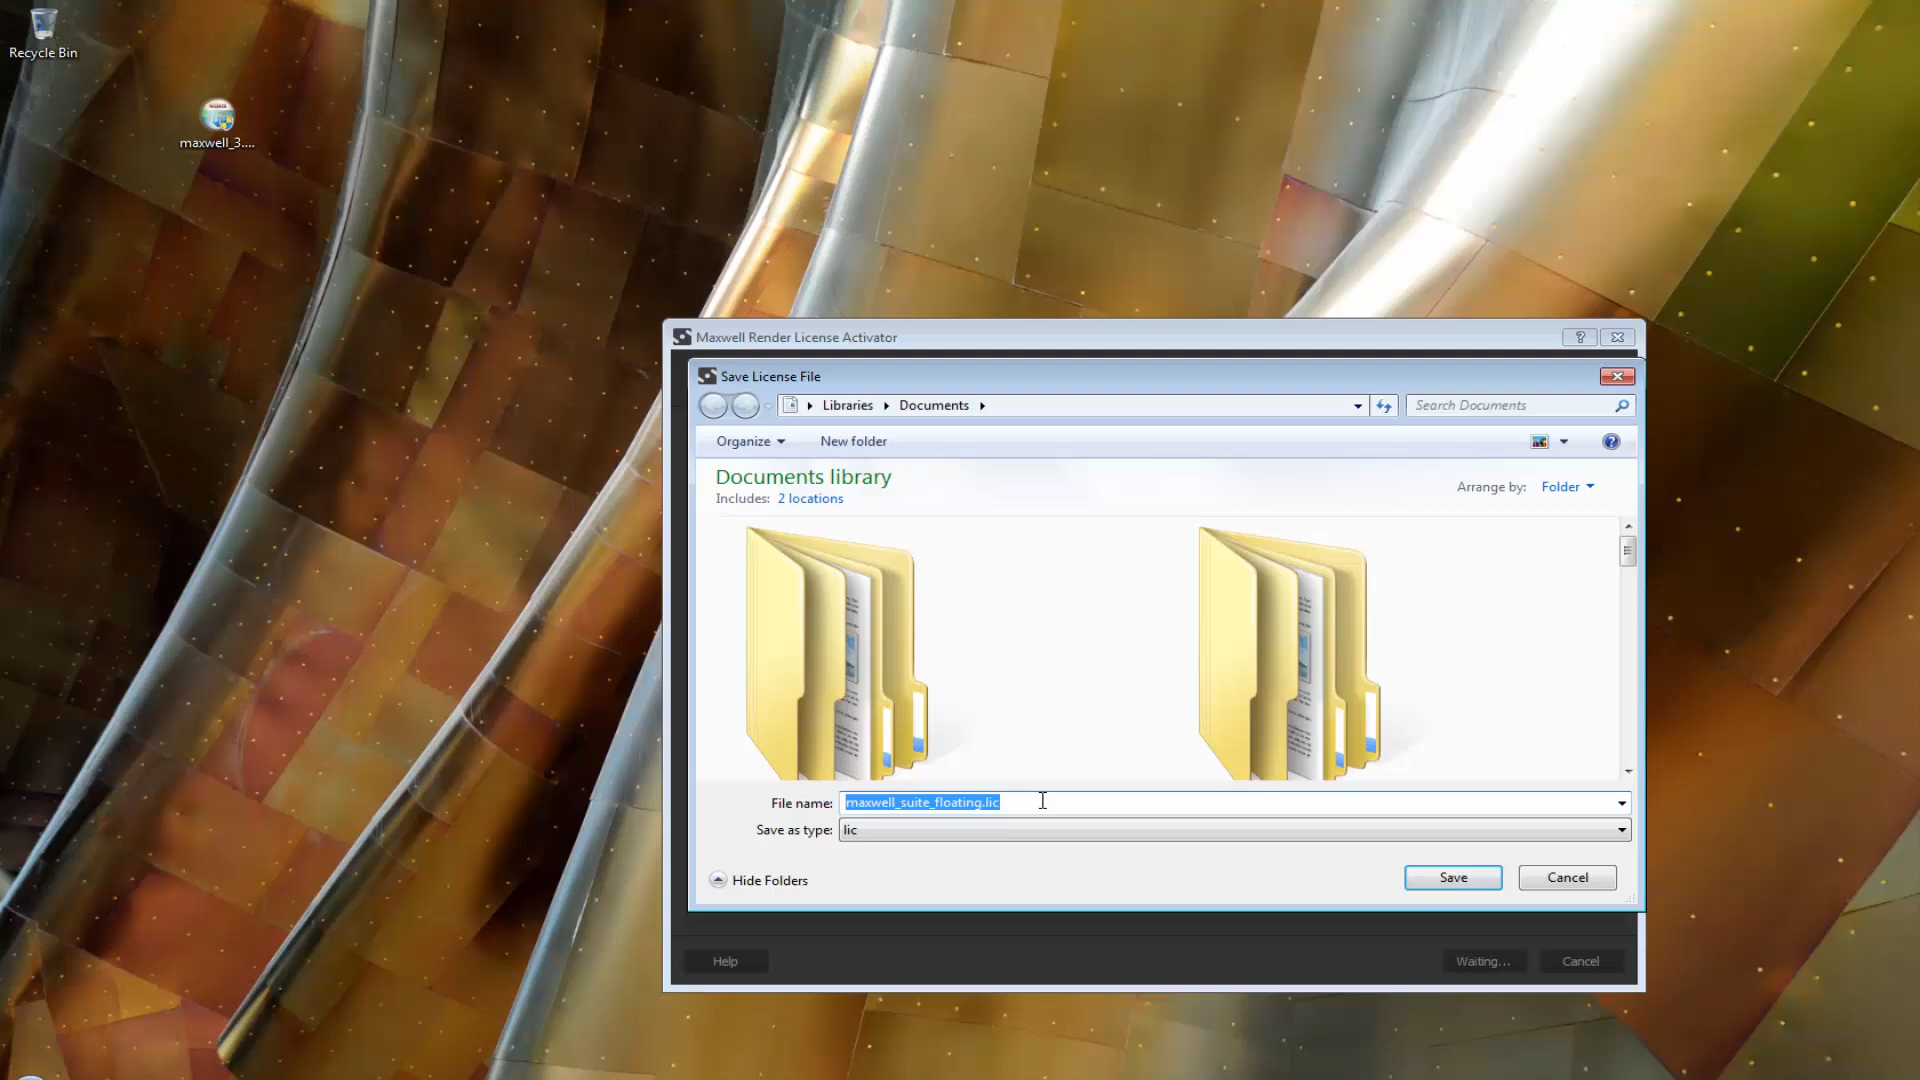 Recycle Bin
maxwell_3....
Maxwell Render License Activator
Save License File
Libraries Documents
Search Documents
Organize New folder
Documents library
Includes: 2 locations
Arrange by: Folder
File name: maxwell_suite_floating.lic
Save as type: lic
Hide Folders Save Cancel
Help Waiting... Cancel